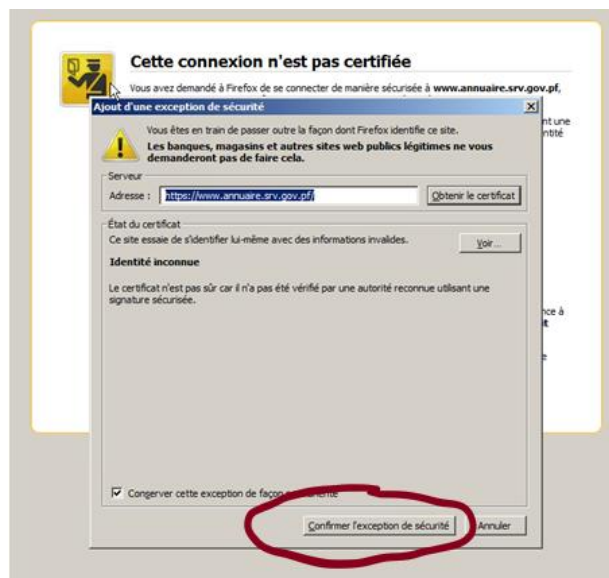 Cette connexion n'est pas certifiée
Vous avez demandé à Firefox de se connecter de manière sécurisée à www.annuaire.srv.gov.pf,
Ajout d'une exception de sécurité
nt une
ntité
Vous êtes en train de passer outre la façon dont Firefox identifie ce site.
Les banques, magasins et autres sites web publics légitimes ne vous
demanderont pas de faire cela.
Serveur
Adresse : https://www.annuaire.srv.gov.pf/ Obtenir le certificat
État du certificat
Ce site essaie de s'identifier lui-même avec des informations invalides. Voir...
Identité inconnue
Le certificat n'est pas sûr car il n'a pas été vérifié par une autorité reconnue utilisant une
signature sécurisée.
nce à
it
e
Conserver cette exception de façon
Confirmer l'exception de sécurité Annuler